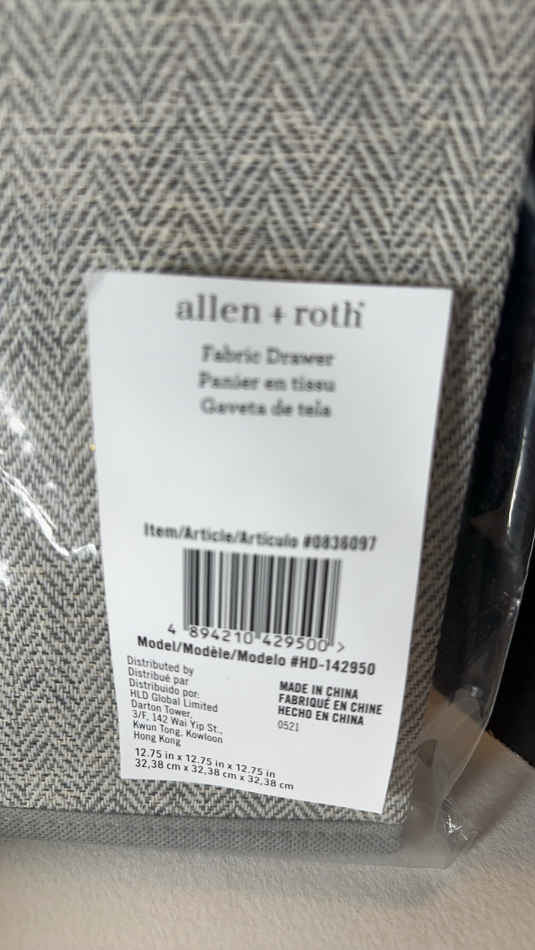 allen + roth®
Fabric Drawer
Panier en tissu
Gaveta de tela
Item/Article/Artículo #0836097
4 894210 429500 >
Model/Modèle/Modelo #HD-142950
Distributed by
Distribué par
Distribuido por:
HLD Global Limited
Darton Tower,
3/F, 142 Wai Yip St.,
Kwun Tong, Kowloon
Hong Kong
MADE IN CHINA
FABRIQUÉ EN CHINE
HECHO EN CHINA
0521
12.75 in x 12.75 in x 12.75 in
32,38 cm x 32,38 cm x 32,38 cm